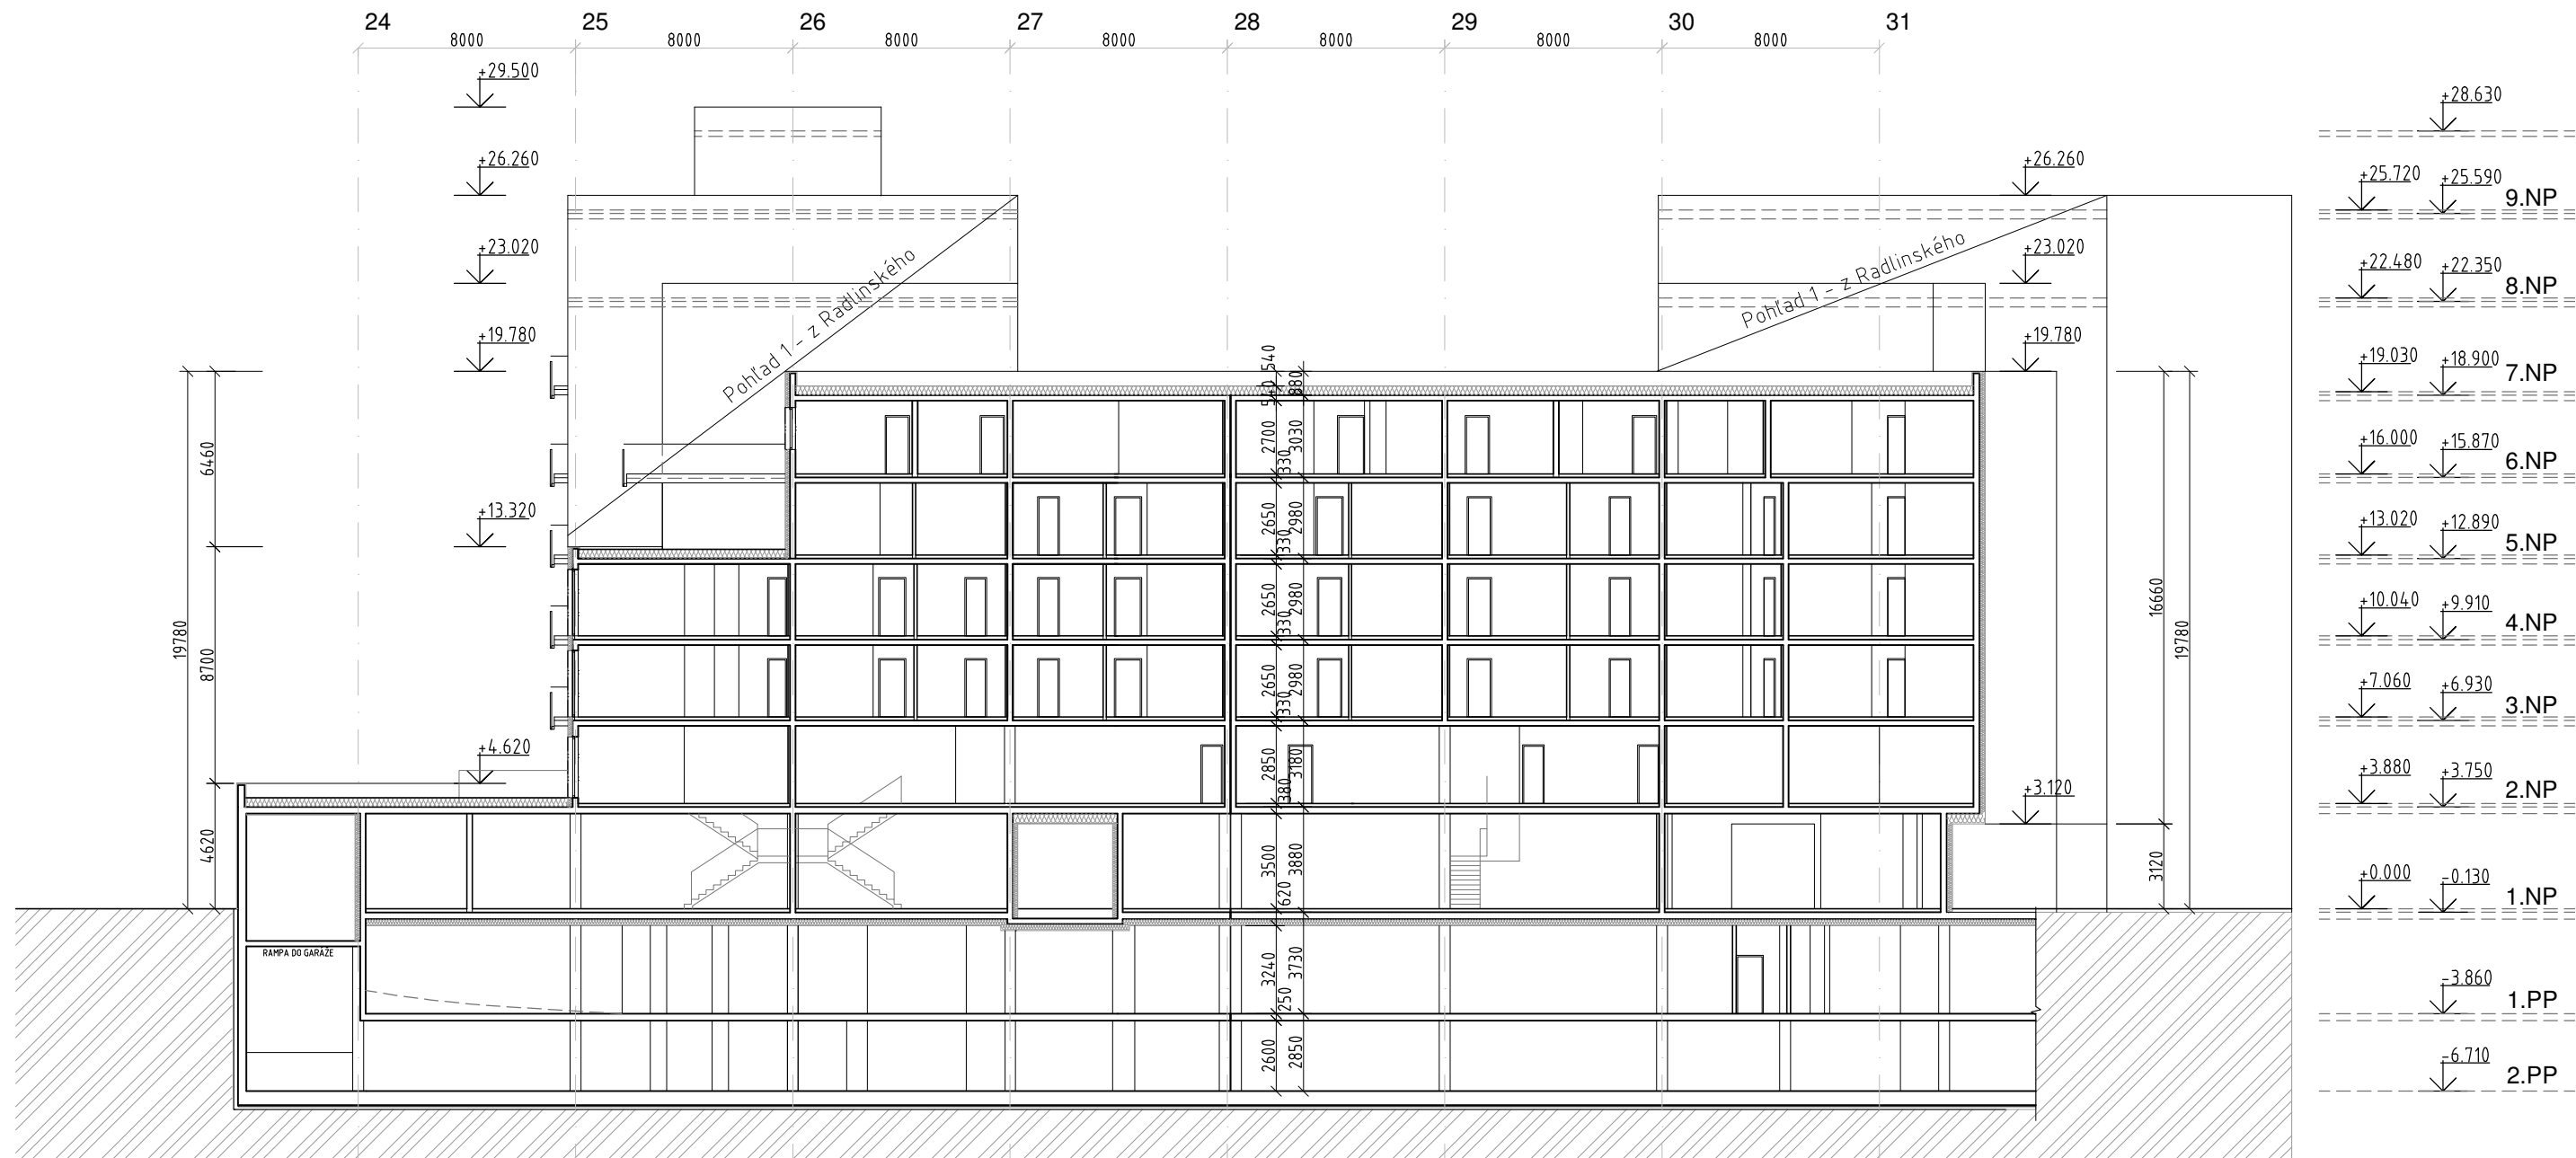 24 25 26 27 28 29 30 31
8000 8000 8000 8000 8000 8000 8000
+29.500
+28.630
+26.260
+26.260
+25.720 +25.590 9.NP
+23.020
+23.020
+22.480 +22.350 8.NP
Pohľad 1 - z Radlinského
Pohľad 1 - z Radlinského
+19.780
+19.780
+19.030 +18.900 7.NP
540
540 880
2700 3030
330
+16.000 +15.870 6.NP
6460
2650 2980
330
+13.320
+13.020 +12.890 5.NP
2650 2980
330
16660
+10.040 +9.910 4.NP
19780
8700
19780
2650 2980
330
+7.060 +6.930 3.NP
+4.620
2850 3180
380
+3.120
+3.880 +3.750 2.NP
4620
3500 3880
620
3120
+0.000 -0.130 1.NP
RAMPA DO GARÁŽE
3240 3730
250
-3.860 1.PP
2600 2850
-6.710 2.PP